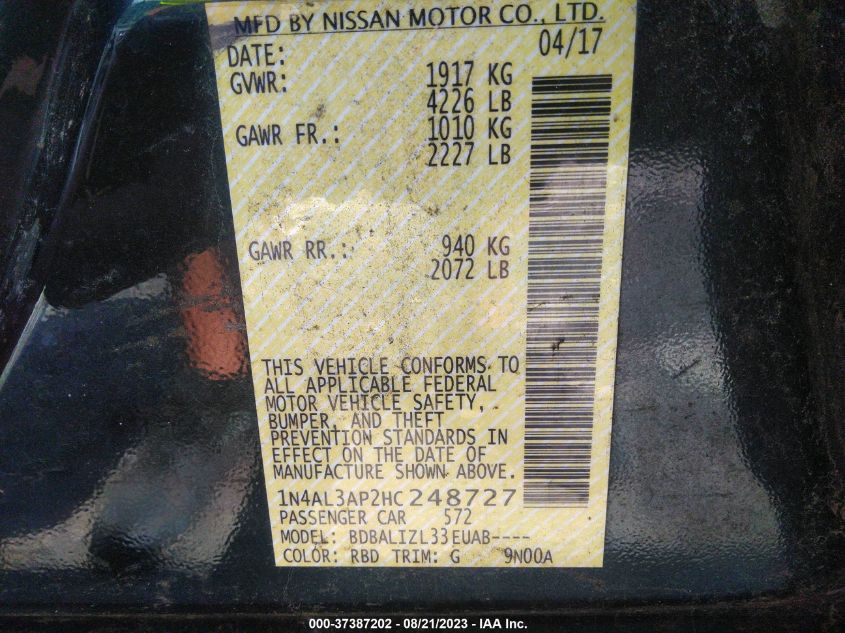 MFD BY NISSAN MOTOR CO., LTD.
DATE: 04/17
GVWR: 1917 KG
4226 LB
GAWR FR.: 1010 KG
2227 LB
GAWR RR.: 940 KG
2072 LB
THIS VEHICLE CONFORMS TO
ALL APPLICABLE FEDERAL
MOTOR VEHICLE SAFETY,
BUMPER, AND THEFT
PREVENTION STANDARDS IN
EFFECT ON THE DATE OF
MANUFACTURE SHOWN ABOVE.
1N4AL3AP2HC248727
PASSENGER CAR 572
MODEL: BDBALIZL33EUAB----
COLOR: RBD TRIM: G 9N00A
000-37387202 - 08/21/2023 - IAA Inc.